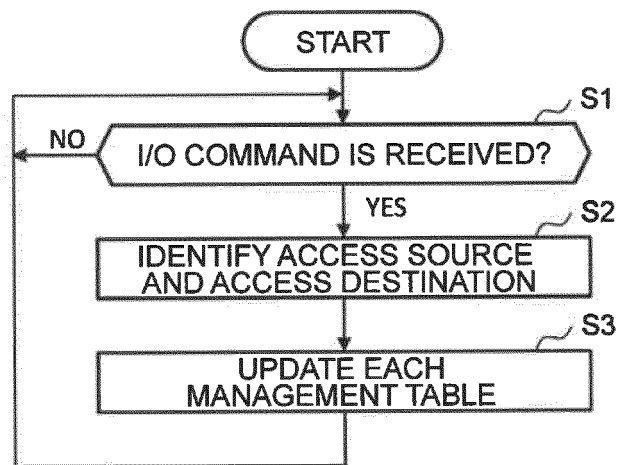 START
S1
NO
I/O COMMAND IS RECEIVED?
YES
S2
IDENTIFY ACCESS SOURCE
AND ACCESS DESTINATION
S3
UPDATE EACH
MANAGEMENT TABLE